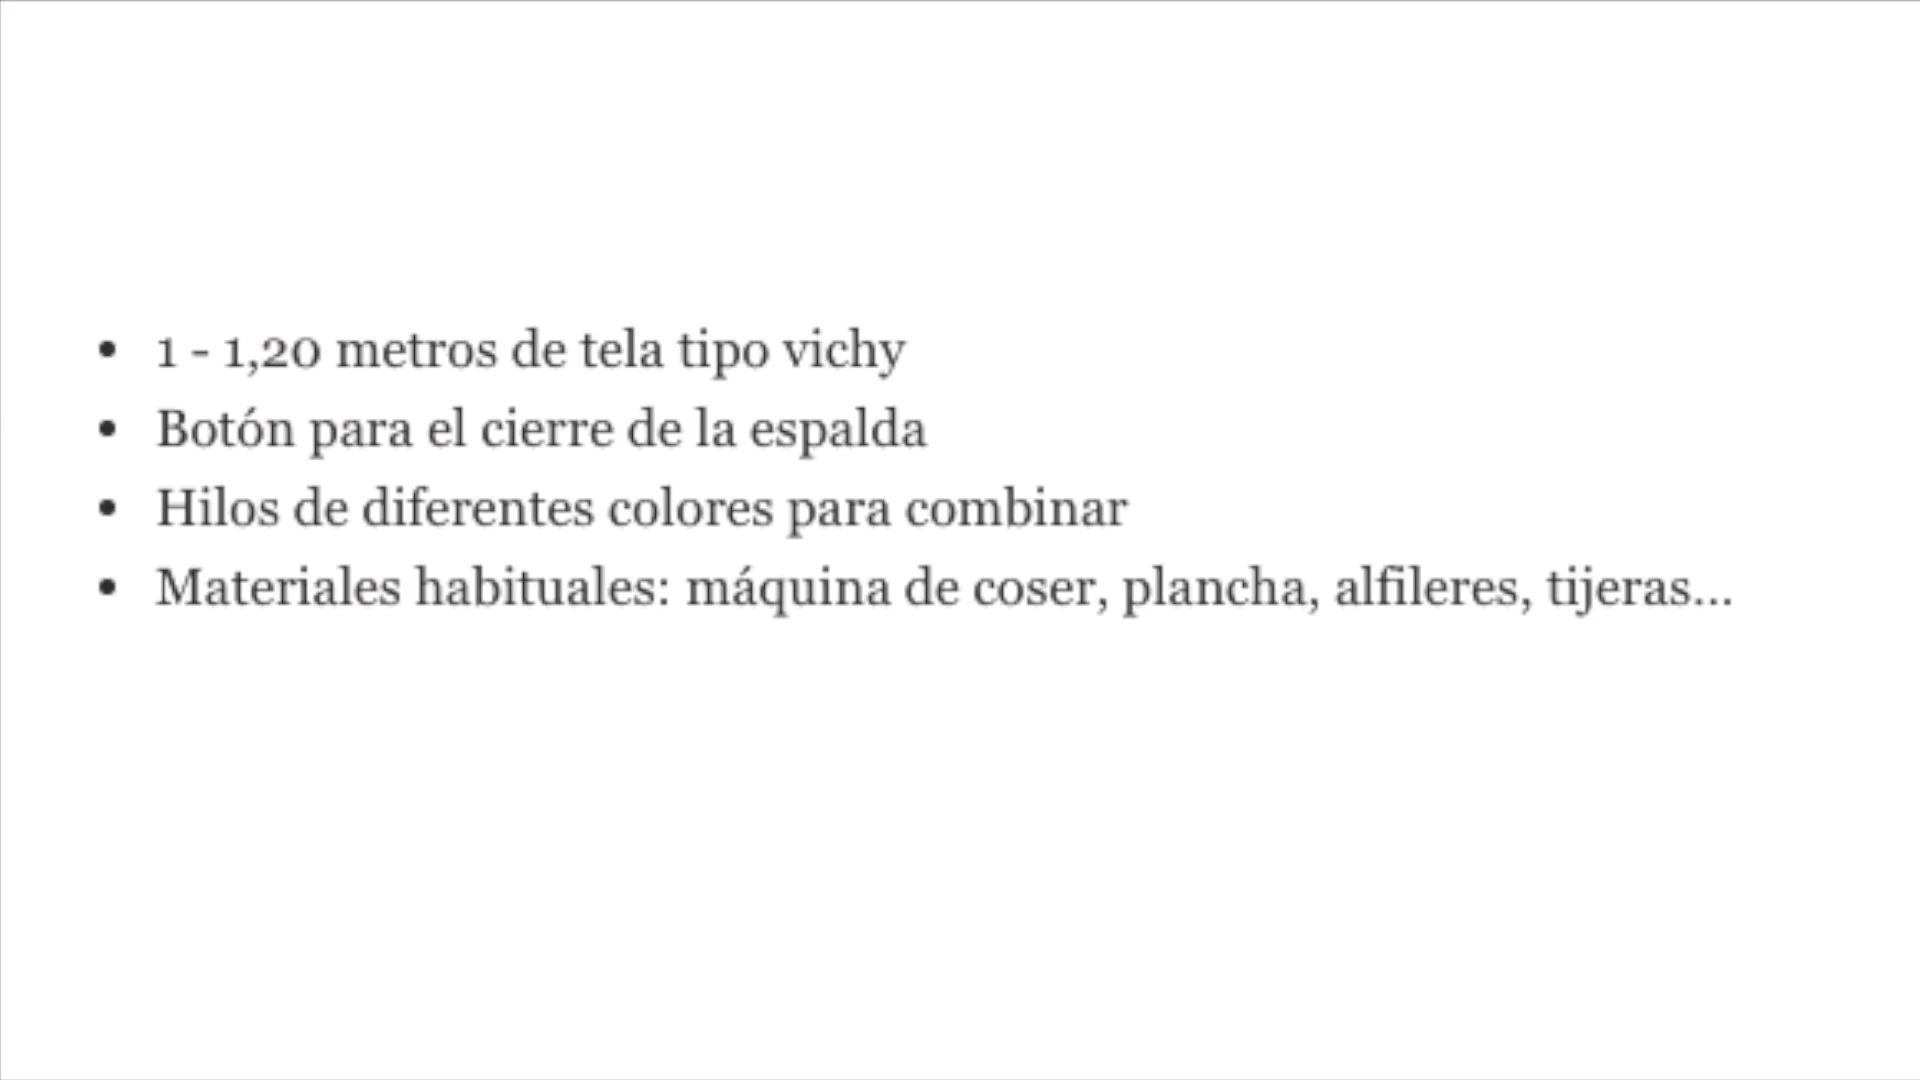 • 1 - 1,20 metros de tela tipo vichy
• Botón para el cierre de la espalda
• Hilos de diferentes colores para combinar
• Materiales habituales: máquina de coser, plancha, alfileres, tijeras...